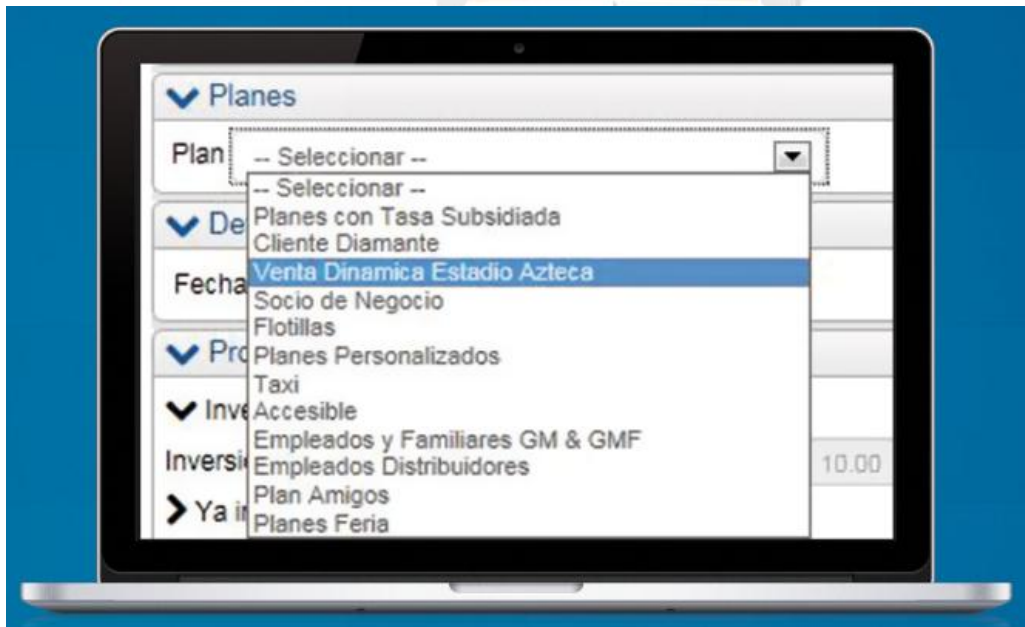 Planes
Plan
-- Seleccionar --
-- Seleccionar --
Planes con Tasa Subsidiada
Cliente Diamante
Venta Dinamica Estadio Azteca
Socio de Negocio
Flotillas
Planes Personalizados
Taxi
Accesible
Empleados y Familiares GM & GMF
Empleados Distribuidores
Plan Amigos
Planes Feria
De
Fecha
Pro
Inve
Inversi
10.00
Ya i